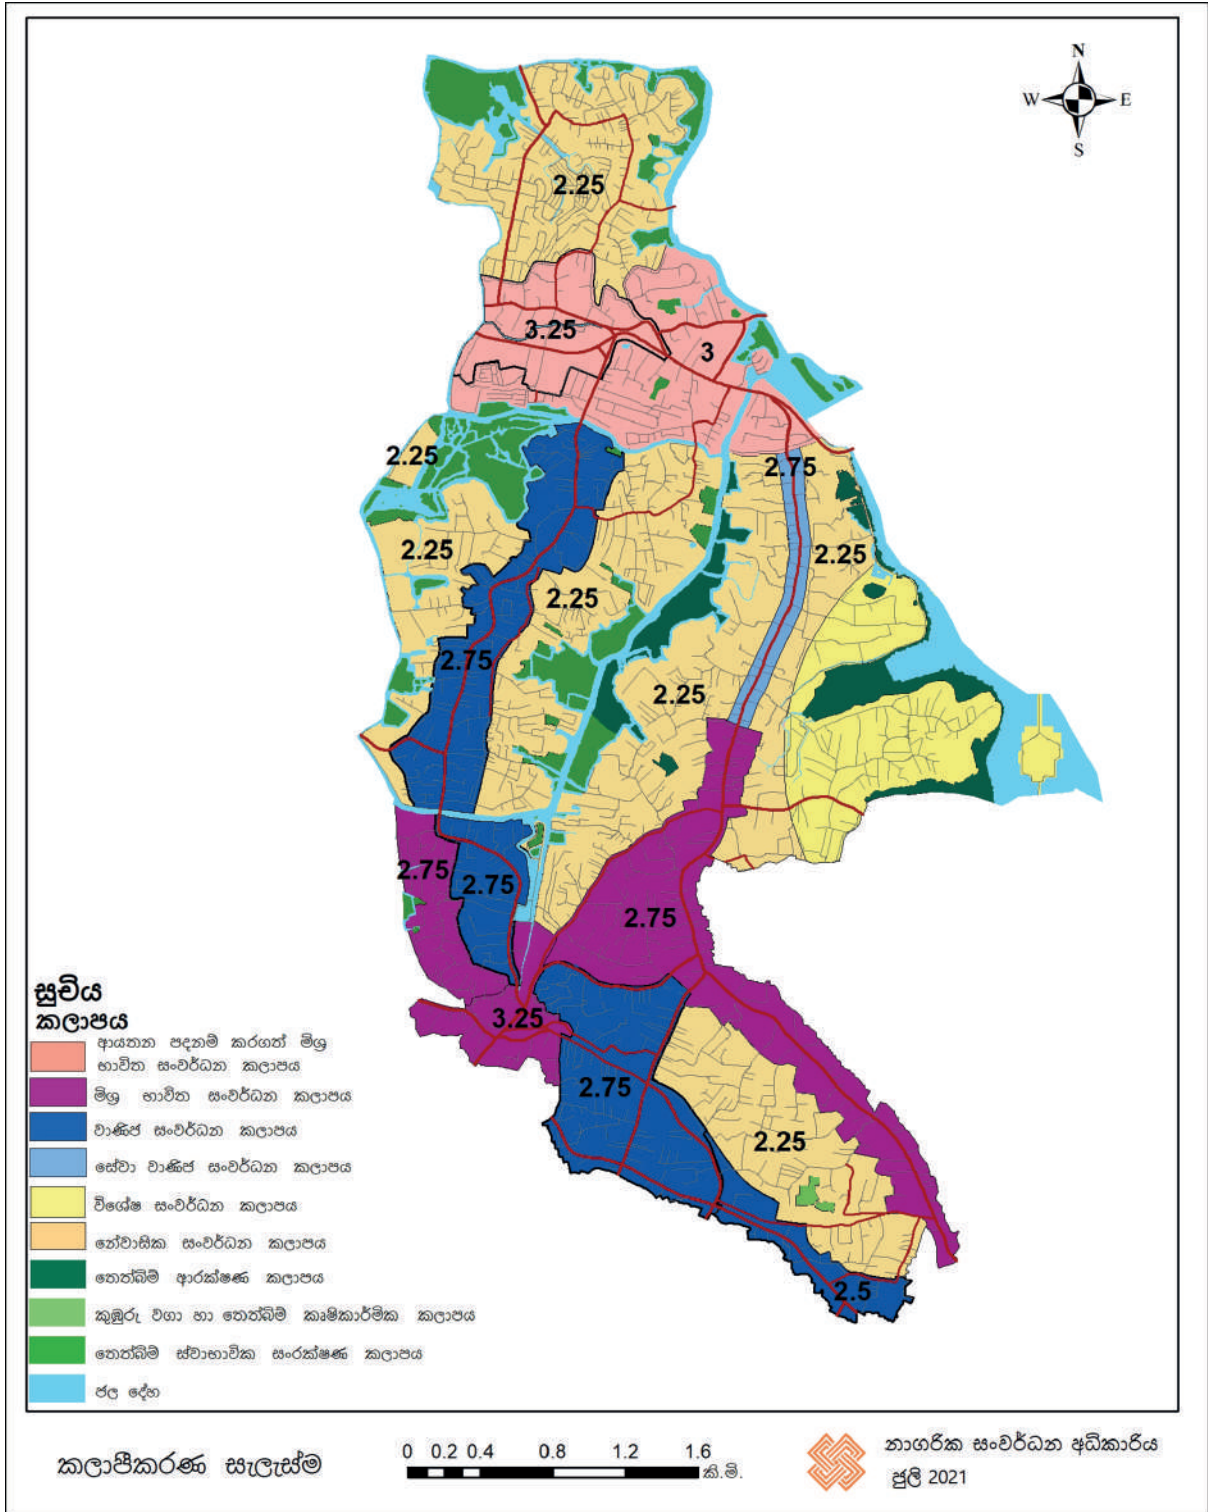 N
W E
S
2.25
3.25
3
2.25
2.75
2.25
2.25
2.25
2.75
2.25
2.75
2.75
2.75
3.25
2.75
2.25
2.5
සූචිය
කලාපය
ආයතන පදනම් කරගත් මිශ්‍ර
භාවිත සංවර්ධන කලාපය
මිශ්‍ර භාවිත සංවර්ධන කලාපය
වාණිජ සංවර්ධන කලාපය
සේවා වාණිජ සංවර්ධන කලාපය
විශේෂ සංවර්ධන කලාපය
නේවාසික සංවර්ධන කලාපය
තෙත්බිම් ආරක්ෂණ කලාපය
කුඹුරු වගා හා තෙත්බිම් කෘෂිකාර්මික කලාපය
තෙත්බිම් ස්වාභාවික සංරක්ෂණ කලාපය
ජල දේහ
කලාපීකරණ සැලැස්ම
0 0.2 0.4 0.8 1.2 1.6
කි.මි.
නාගරික සංවර්ධන අධිකාරිය
ජුලි 2021